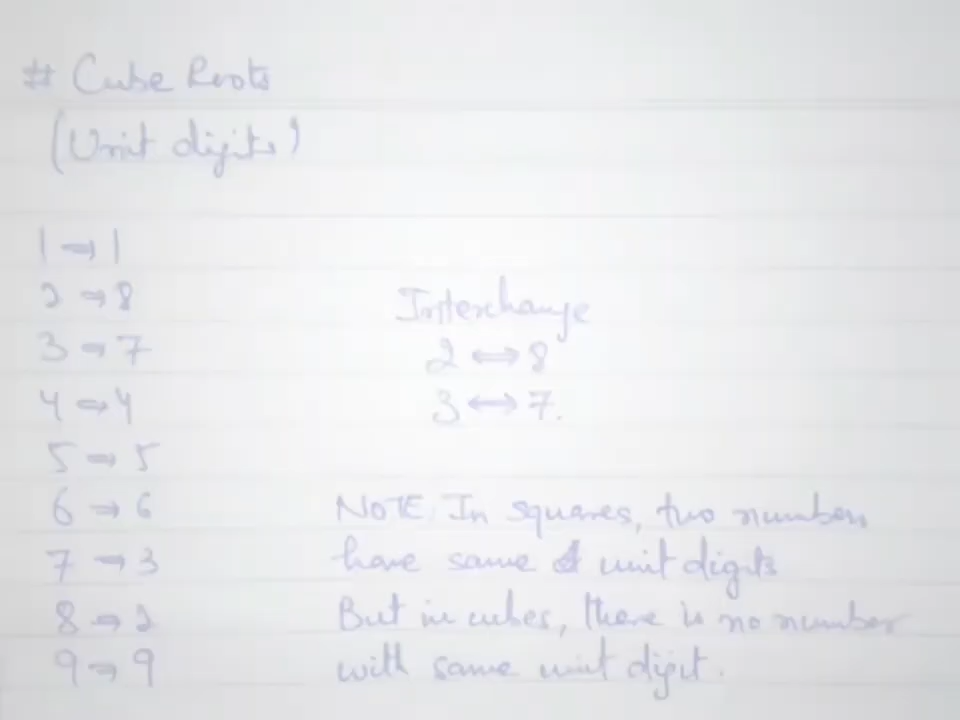 # Cube Roots
(Unit digits)
1 → 1
2 → 8
3 → 7
4 → 4
5 → 5
6 → 6
7 → 3
8 → 2
9 → 9
Interchange
2 ↔ 8
3 ↔ 7.
NOTE: In squares, two numbers
have same unit digits
But in cubes, there is no number
with same unit digit.